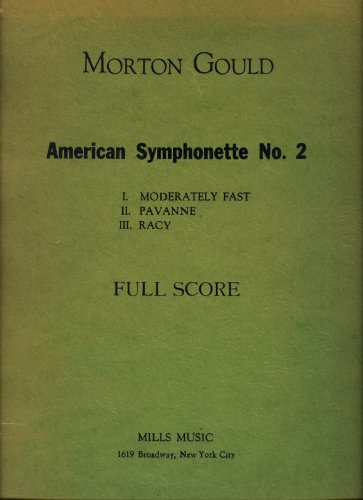 MORTON GOULD
American Symphonette No. 2
I. MODERATELY FAST
II. PAVANNE
III. RACY
FULL SCORE
MILLS MUSIC
1619 Broadway, New York City